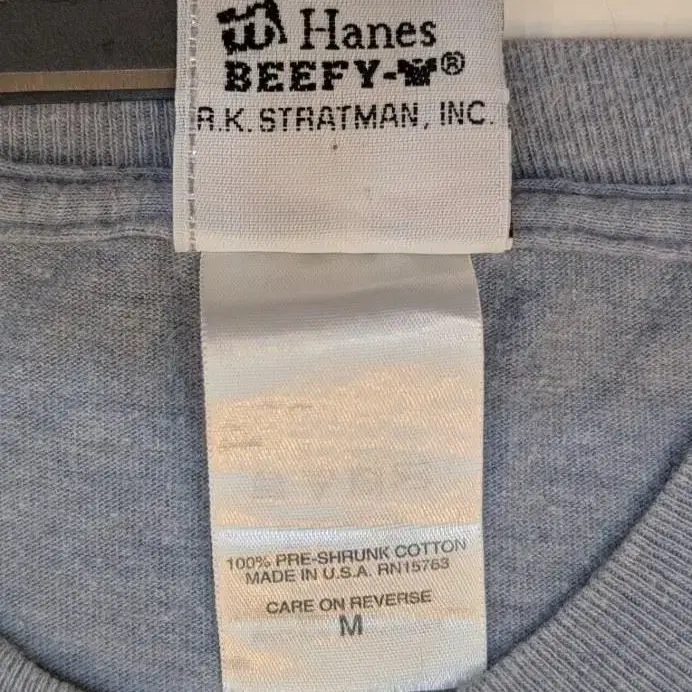 Hanes
BEEFY-®
R.K. STRATMAN, INC.
100% PRE-SHRUNK COTTON
MADE IN U.S.A. RN15763
CARE ON REVERSE
M